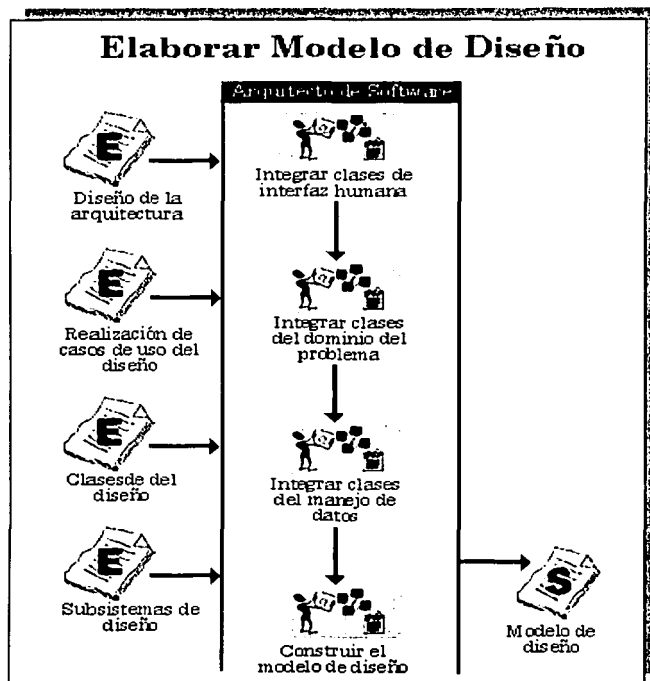 Elaborar Modelo de Diseño
Arquitecto de Software
E
Diseño de la
arquitectura
Integrar clases de
interfaz humana
E
Realización de
casos de uso del
diseño
Integrar clases
del dominio del
problema
E
Clasesde del
diseño
Integrar clases
del manejo de
datos
E
Subsistemas de
diseño
Construir el
modelo de diseño
S
Modelo de
diseño